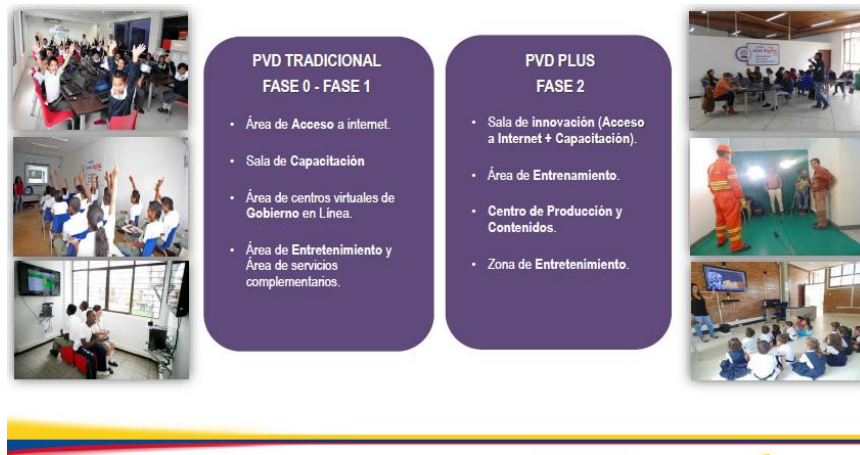 PVD TRADICIONAL
FASE 0 - FASE 1
• Área de Acceso a internet.
• Sala de Capacitación
• Área de centros virtuales de
Gobierno en Línea.
• Área de Entretenimiento y
Área de servicios
complementarios.
PVD PLUS
FASE 2
• Sala de innovación (Acceso
a Internet + Capacitación).
• Área de Entrenamiento.
• Centro de Producción y
Contenidos.
• Zona de Entretenimiento.